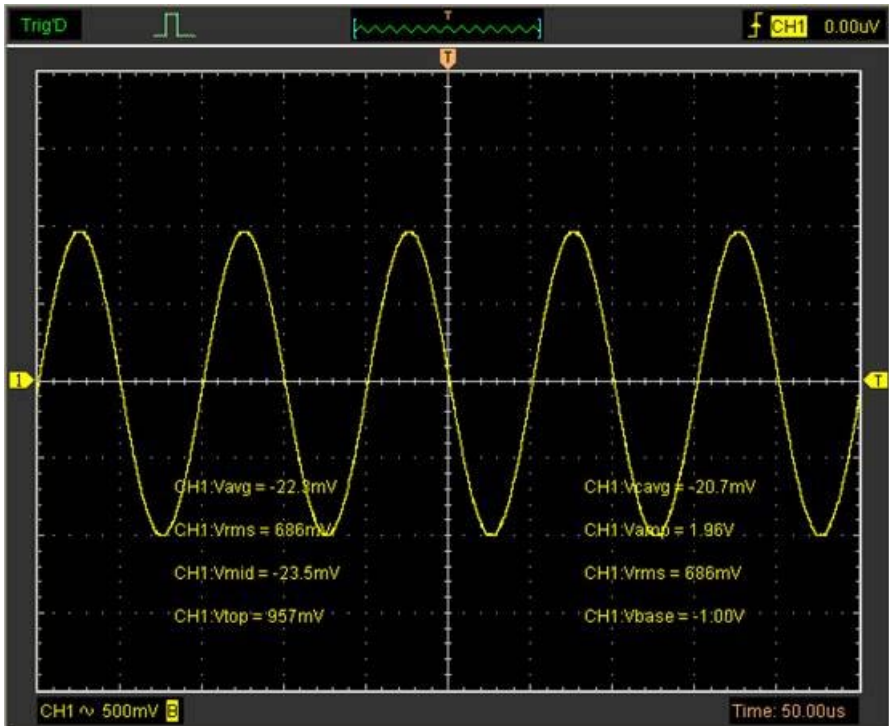 Trig'D T CH1 0.00uV
T
1 T
CH1:Vavg = -22.3mV CH1:Vcavg = -20.7mV
CH1:Vrms = 686mV CH1:Vamp = 1.96V
CH1:Vmid = -23.5mV CH1:Vrms = 686mV
CH1:Vtop = 957mV CH1:Vbase = -1.00V
CH1 ∿ 500mV B Time: 50.00us